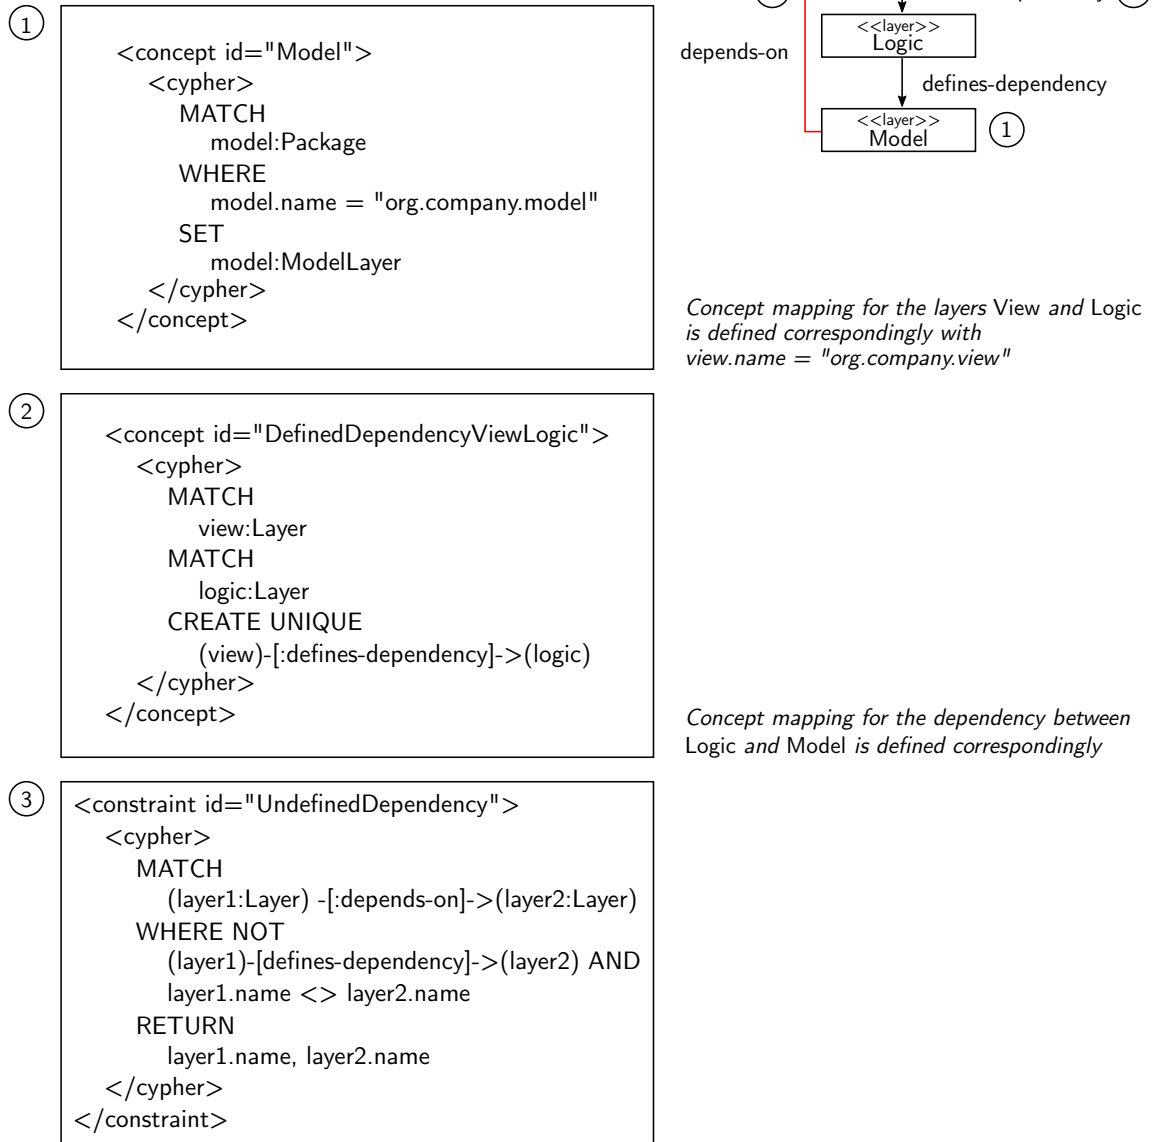 1
<concept id="Model">
<cypher>
MATCH
model:Package
WHERE
model.name = "org.company.model"
SET
model:ModelLayer
</cypher>
</concept>
<<layer>>
Logic
depends-on
defines-dependency
<<layer>>
Model
1
Concept mapping for the layers View and Logic
is defined correspondingly with
view.name = "org.company.view"
2
<concept id="DefinedDependencyViewLogic">
<cypher>
MATCH
view:Layer
MATCH
logic:Layer
CREATE UNIQUE
(view)-[:defines-dependency]->(logic)
</cypher>
</concept>
Concept mapping for the dependency between
Logic and Model is defined correspondingly
3
<constraint id="UndefinedDependency">
<cypher>
MATCH
(layer1:Layer) -[:depends-on]->(layer2:Layer)
WHERE NOT
(layer1)-[defines-dependency]->(layer2) AND
layer1.name <> layer2.name
RETURN
layer1.name, layer2.name
</cypher>
</constraint>